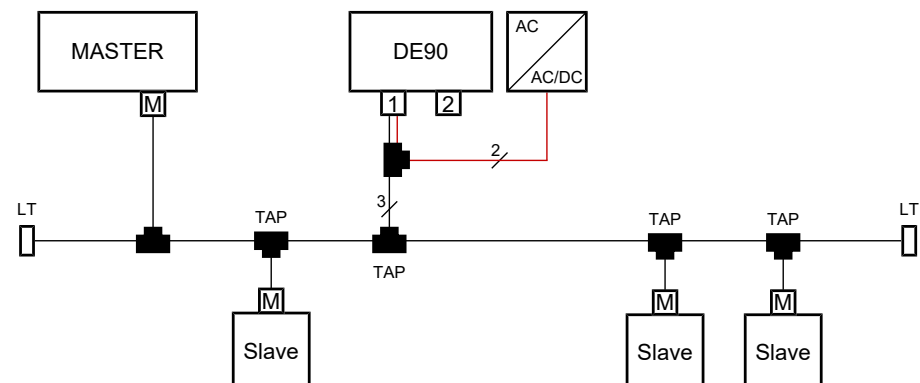 MASTER
DE90
AC
AC/DC
M
1
2
2
3
LT
TAP
TAP
TAP
TAP
LT
M
M
M
Slave
Slave
Slave